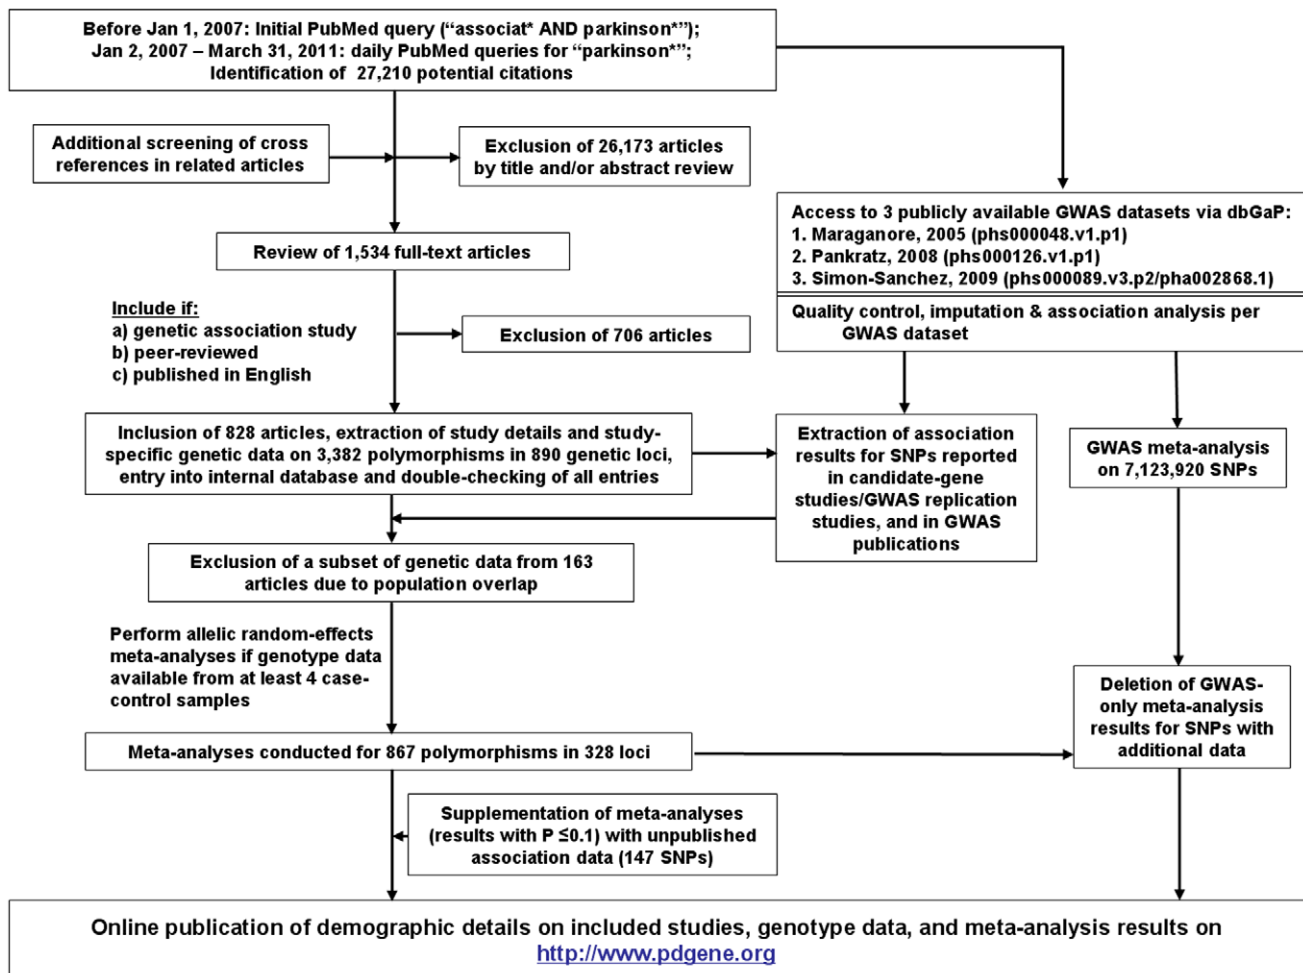 Before Jan 1, 2007: Initial PubMed query (“associat* AND parkinson*”);
Jan 2, 2007 – March 31, 2011: daily PubMed queries for “parkinson*”;
Identification of 27,210 potential citations
Additional screening of cross
references in related articles
Exclusion of 26,173 articles
by title and/or abstract review
Access to 3 publicly available GWAS datasets via dbGaP:
1. Maraganore, 2005 (phs000048.v1.p1)
2. Pankratz, 2008 (phs000126.v1.p1)
3. Simon-Sanchez, 2009 (phs000089.v3.p2/pha002868.1)
Quality control, imputation & association analysis per
GWAS dataset
Review of 1,534 full-text articles
Include if:
a) genetic association study
b) peer-reviewed
c) published in English
Exclusion of 706 articles
Inclusion of 828 articles, extraction of study details and study-
specific genetic data on 3,382 polymorphisms in 890 genetic loci,
entry into internal database and double-checking of all entries
Extraction of association
results for SNPs reported
in candidate-gene
studies/GWAS replication
studies, and in GWAS
publications
GWAS meta-analysis
on 7,123,920 SNPs
Exclusion of a subset of genetic data from 163
articles due to population overlap
Perform allelic random-effects
meta-analyses if genotype data
available from at least 4 case-
control samples
Deletion of GWAS-
only meta-analysis
results for SNPs with
additional data
Meta-analyses conducted for 867 polymorphisms in 328 loci
Supplementation of meta-analyses
(results with P ≤0.1) with unpublished
association data (147 SNPs)
Online publication of demographic details on included studies, genotype data, and meta-analysis results on
http://www.pdgene.org